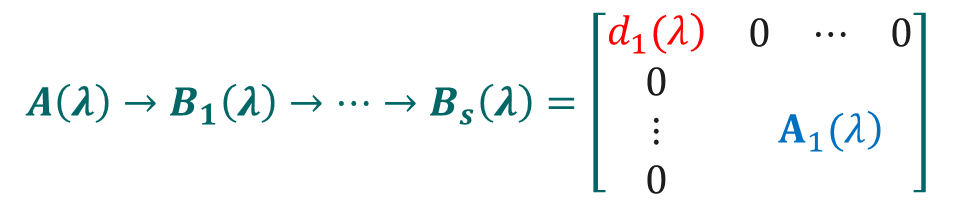 d₁(λ) 0 ⋯ 0
0
A(λ) → B₁(λ) → ⋯ → Bₛ(λ) =
⋮ A₁(λ)
0